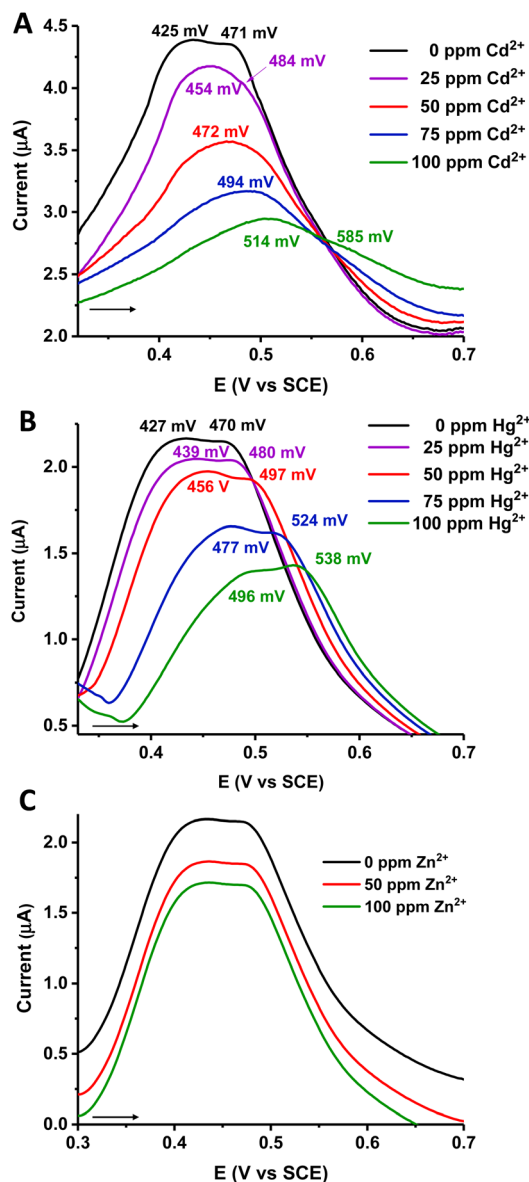 A
425 mV 471 mV
484 mV
454 mV
472 mV
494 mV
514 mV
585 mV
0 ppm Cd²⁺
25 ppm Cd²⁺
50 ppm Cd²⁺
75 ppm Cd²⁺
100 ppm Cd²⁺
Current (µA)
4.5
4.0
3.5
3.0
2.5
2.0
0.4 0.5 0.6 0.7
E (V vs SCE)
B
427 mV 470 mV
439 mV 480 mV
456 V 497 mV
524 mV
477 mV
538 mV
496 mV
0 ppm Hg²⁺
25 ppm Hg²⁺
50 ppm Hg²⁺
75 ppm Hg²⁺
100 ppm Hg²⁺
Current (µA)
2.0
1.5
1.0
0.5
0.4 0.5 0.6 0.7
E (V vs SCE)
C
0 ppm Zn²⁺
50 ppm Zn²⁺
100 ppm Zn²⁺
Current (µA)
2.0
1.5
1.0
0.5
0.0
0.3 0.4 0.5 0.6 0.7
E (V vs SCE)